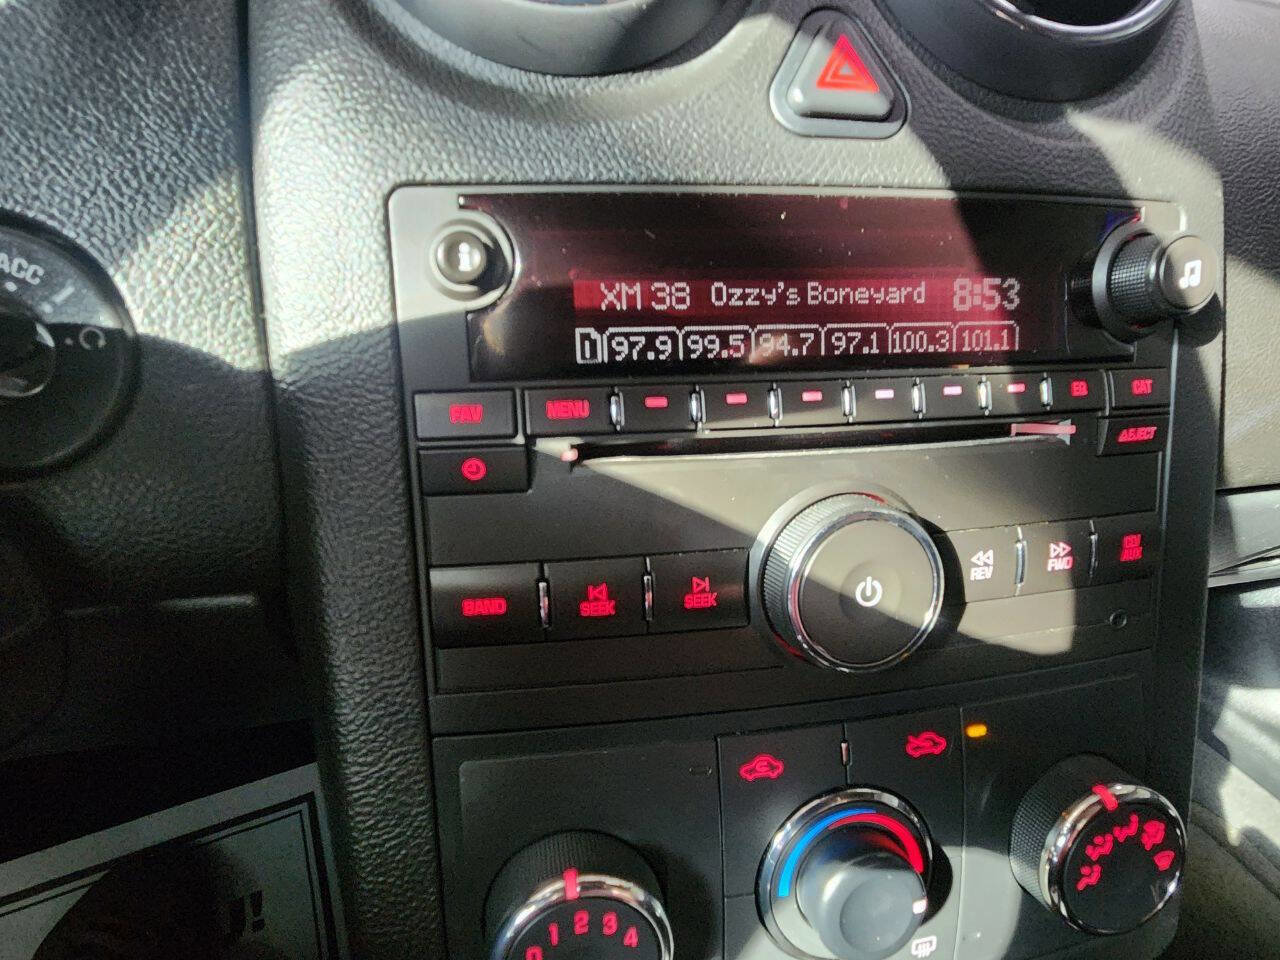 ACC
XM 38 Ozzy's Boneyard 8:53
1 97.9 99.5 94.7 97.1 100.3 101.1
FAV MENU EQ CAT
EJECT
BAND SEEK SEEK REV FWD CD/AUX
0 1 2 3 4
!